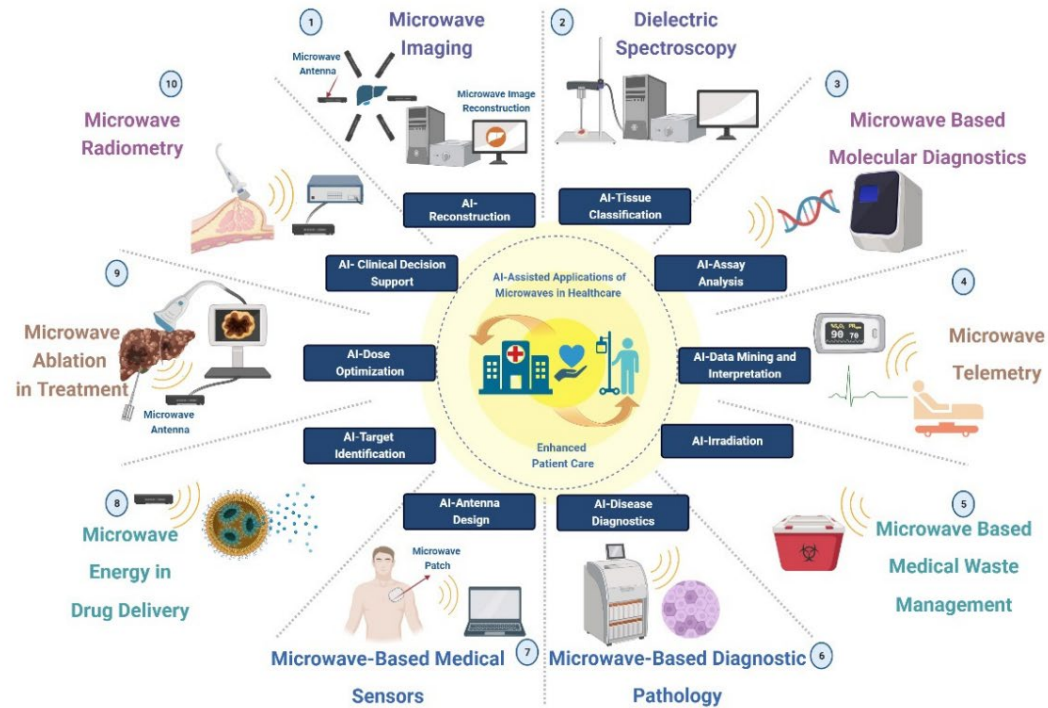 1
Microwave
Imaging
Microwave
Antenna
Microwave Image
Reconstruction
AI-
Reconstruction
2
Dielectric
Spectroscopy
AI-Tissue
Classification
3
Microwave Based
Molecular Diagnostics
AI-Assay
Analysis
4
Microwave
Telemetry
90 70
AI-Data Mining and
Interpretation
5
Microwave Based
Medical Waste
Management
AI-Irradiation
6
Microwave-Based Diagnostic
Pathology
AI-Disease
Diagnostics
7
Microwave-Based Medical
Sensors
Microwave
Patch
AI-Antenna
Design
8
Microwave
Energy in
Drug Delivery
AI-Target
Identification
9
Microwave
Ablation
in Treatment
Microwave
Antenna
AI-Dose
Optimization
10
Microwave
Radiometry
AI- Clinical Decision
Support
AI-Assisted Applications of
Microwaves in Healthcare
Enhanced
Patient Care